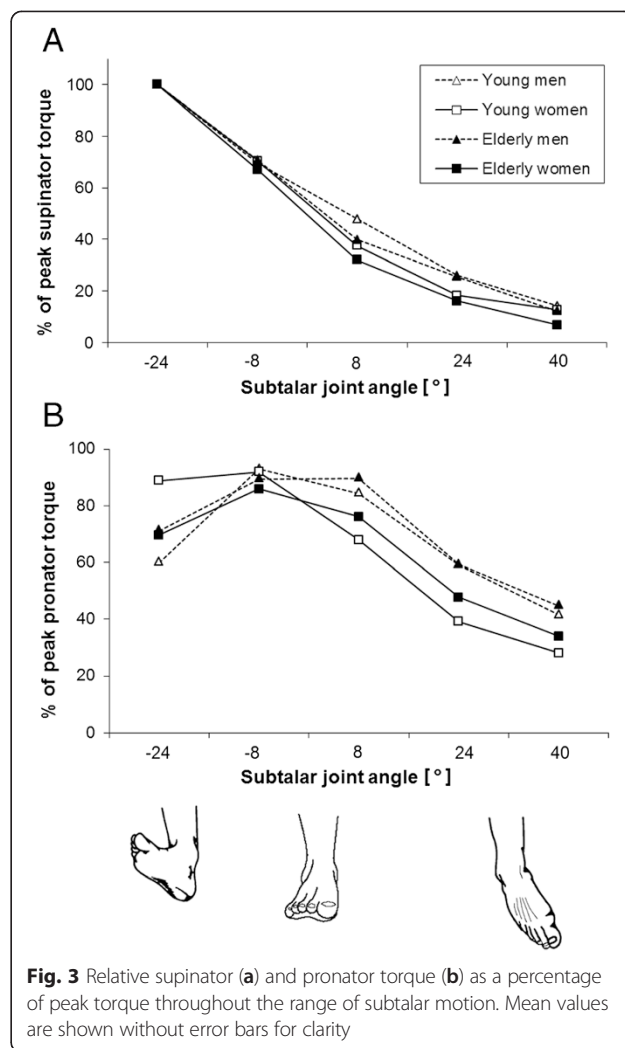 A
% of peak supinator torque
100
80
60
40
20
0
Young men
Young women
Elderly men
Elderly women
-24 -8 8 24 40
Subtalar joint angle [°]
B
% of peak pronator torque
100
80
60
40
20
0
-24 -8 8 24 40
Subtalar joint angle [°]
Fig. 3 Relative supinator (a) and pronator torque (b) as a percentage
of peak torque throughout the range of subtalar motion. Mean values
are shown without error bars for clarity